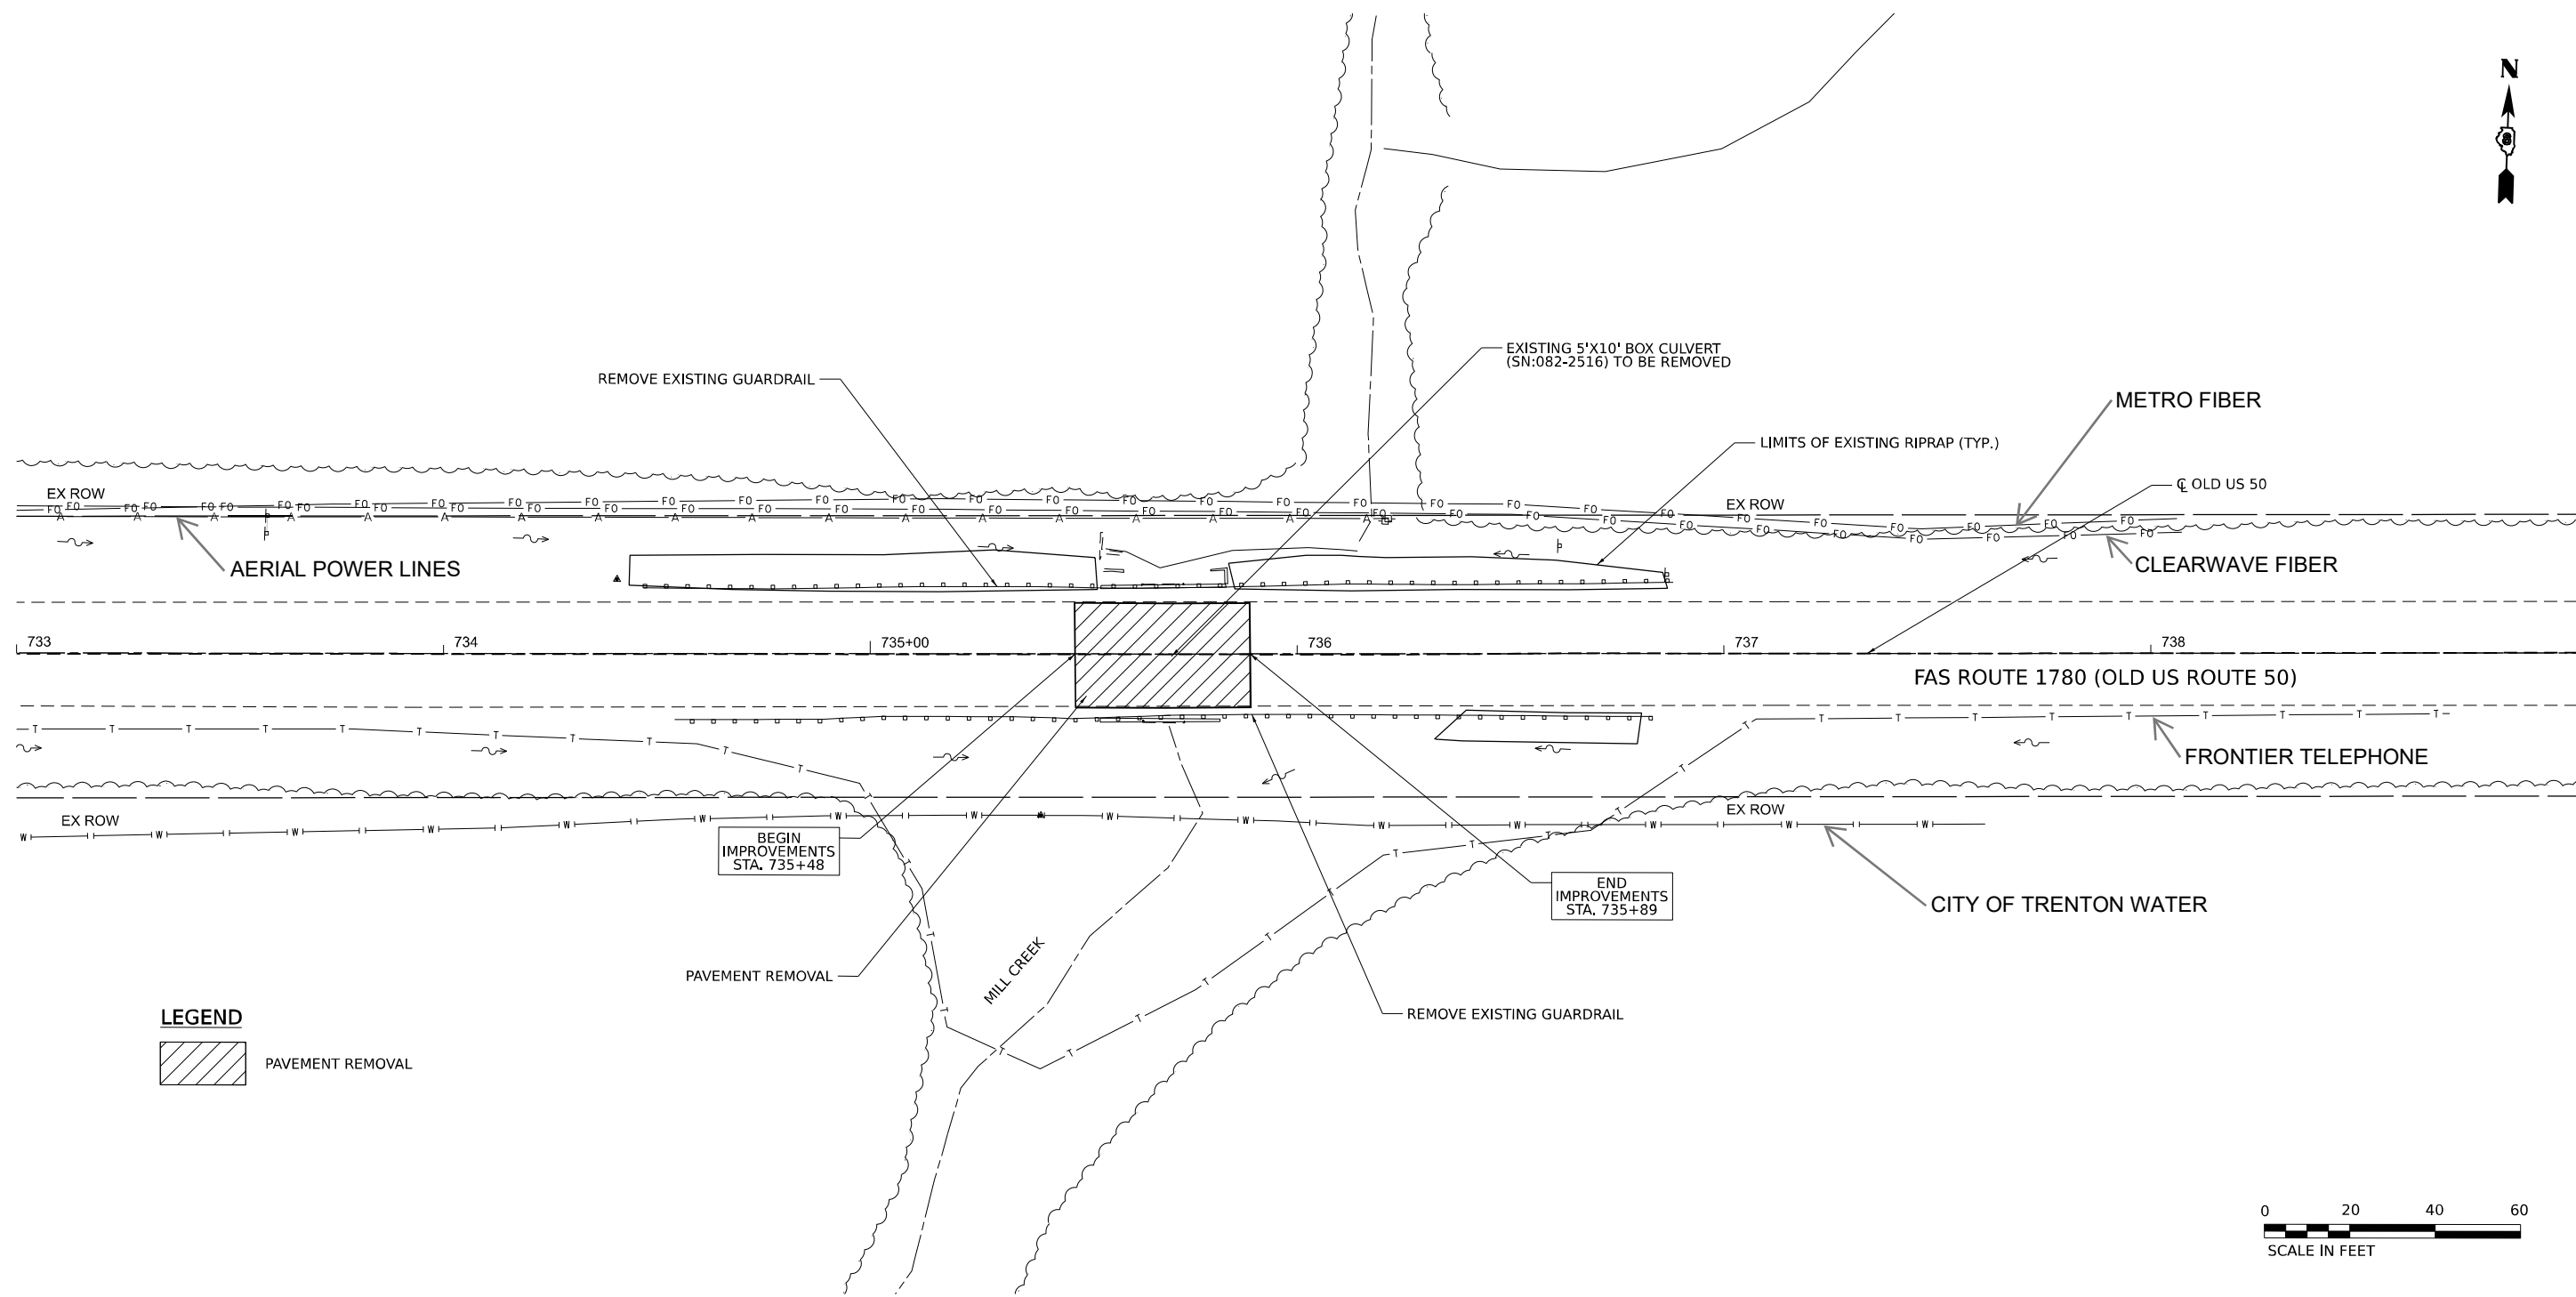 N
EXISTING 5'X10' BOX CULVERT
(SN:082-2516) TO BE REMOVED
REMOVE EXISTING GUARDRAIL
METRO FIBER
LIMITS OF EXISTING RIPRAP (TYP.)
℄ OLD US 50
EX ROW
EX ROW
AERIAL POWER LINES
CLEARWAVE FIBER
733
734
735+00
736
737
738
FAS ROUTE 1780 (OLD US ROUTE 50)
FRONTIER TELEPHONE
EX ROW
EX ROW
BEGIN
IMPROVEMENTS
STA. 735+48
END
IMPROVEMENTS
STA. 735+89
CITY OF TRENTON WATER
MILL CREEK
PAVEMENT REMOVAL
REMOVE EXISTING GUARDRAIL
LEGEND
PAVEMENT REMOVAL
0 20 40 60
SCALE IN FEET